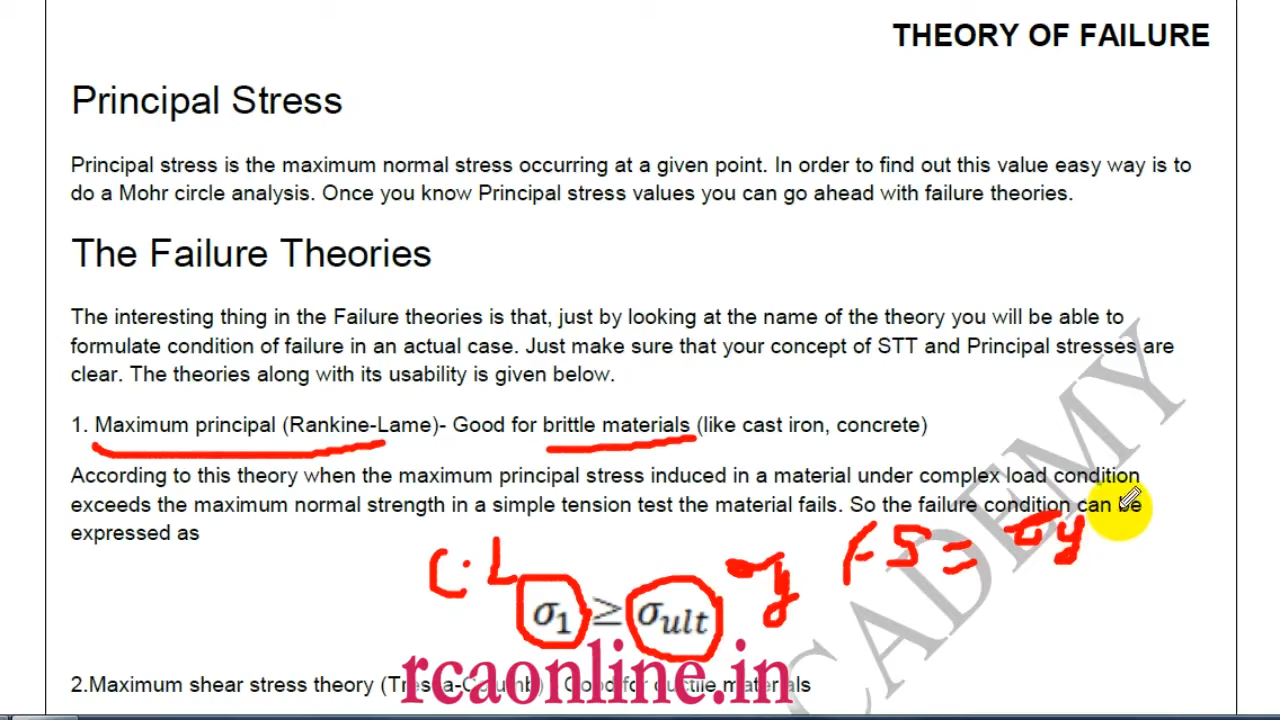 THEORY OF FAILURE
Principal Stress
Principal stress is the maximum normal stress occurring at a given point. In order to find out this value easy way is to
do a Mohr circle analysis. Once you know Principal stress values you can go ahead with failure theories.
The Failure Theories
The interesting thing in the Failure theories is that, just by looking at the name of the theory you will be able to
formulate condition of failure in an actual case. Just make sure that your concept of STT and Principal stresses are
clear. The theories along with its usability is given below.
1. Maximum principal (Rankine-Lame)- Good for brittle materials (like cast iron, concrete)
According to this theory when the maximum principal stress induced in a material under complex load condition
exceeds the maximum normal strength in a simple tension test the material fails. So the failure condition can be
expressed as
C.L σy FS = σy
σ1 ≥ σult
rcaonline.in
2.Maximum shear stress theory (Good for ductile materials
CADEMY